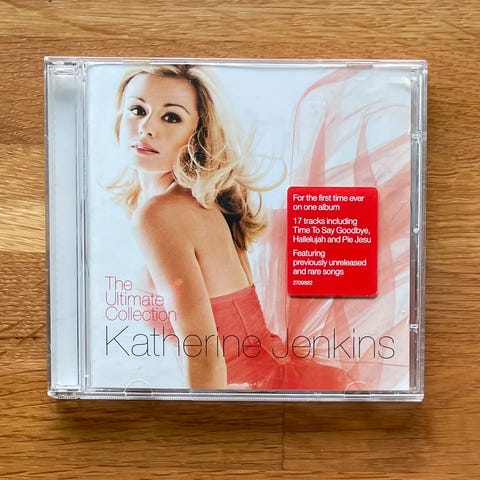 For the first time ever
on one album
17 tracks including
Time To Say Goodbye,
Hallelujah and Pie Jesu
Featuring
previously unreleased
and rare songs
2709882
The
Ultimate
Collection
Katherine Jenkins